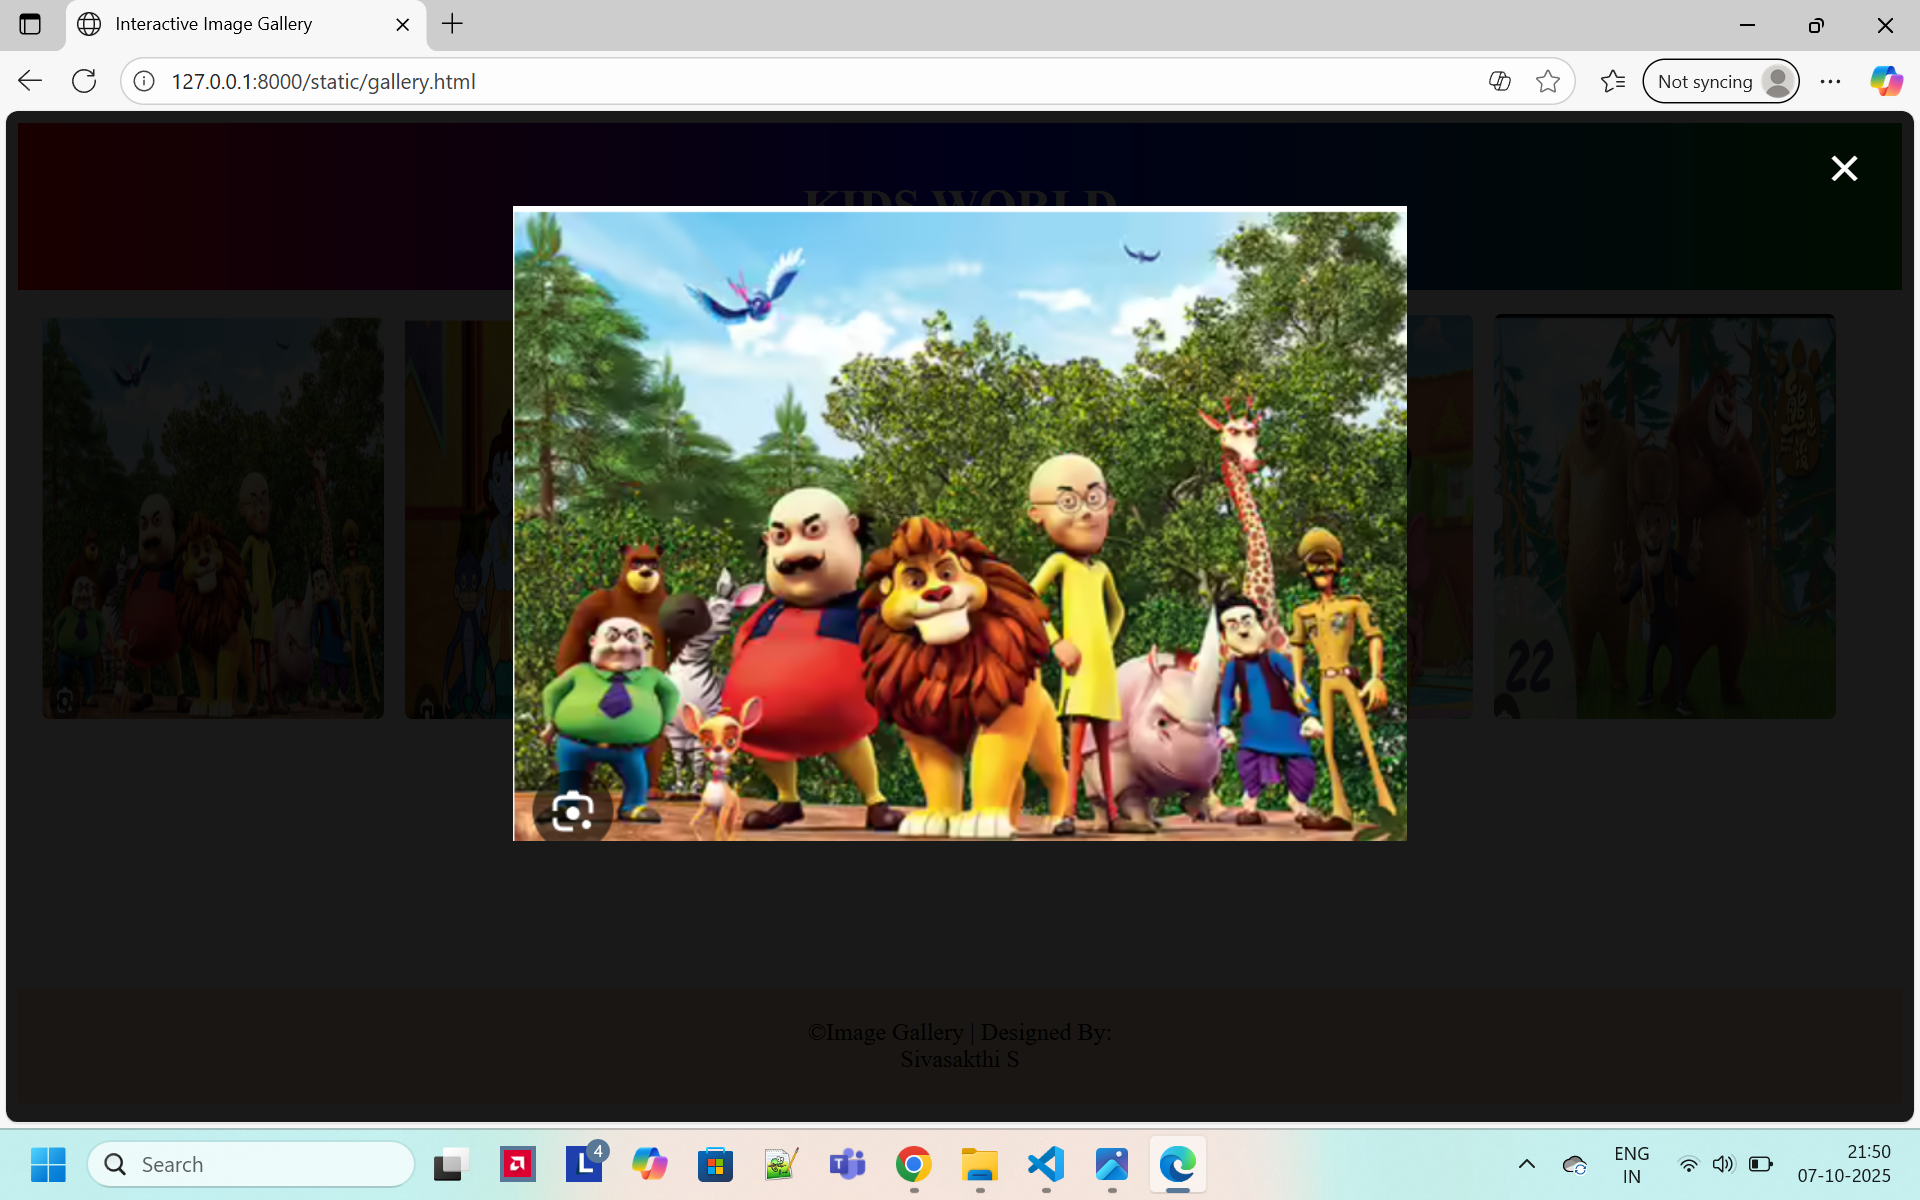 Interactive Image Gallery
127.0.0.1:8000/static/gallery.html
Not syncing
KIDS WORLD
22
©Image Gallery | Designed By:
Sivasakthi S
Search
4
ENG
IN
21:50
07-10-2025